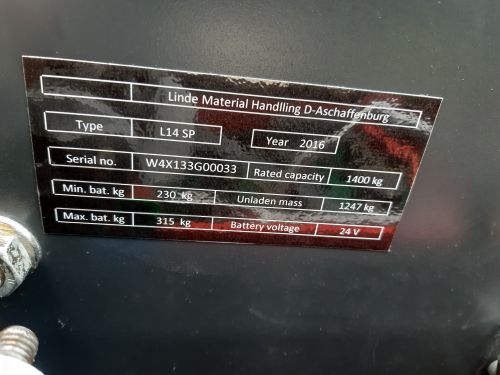 Linde Material Handlling D-Aschaffenburg
Type L14 SP Year 2016
Serial no. W4X133G00033 Rated capacity 1400 kg
Min. bat. kg 230 kg Unladen mass 1247 kg
Max. bat. kg 315 kg Battery voltage 24 V